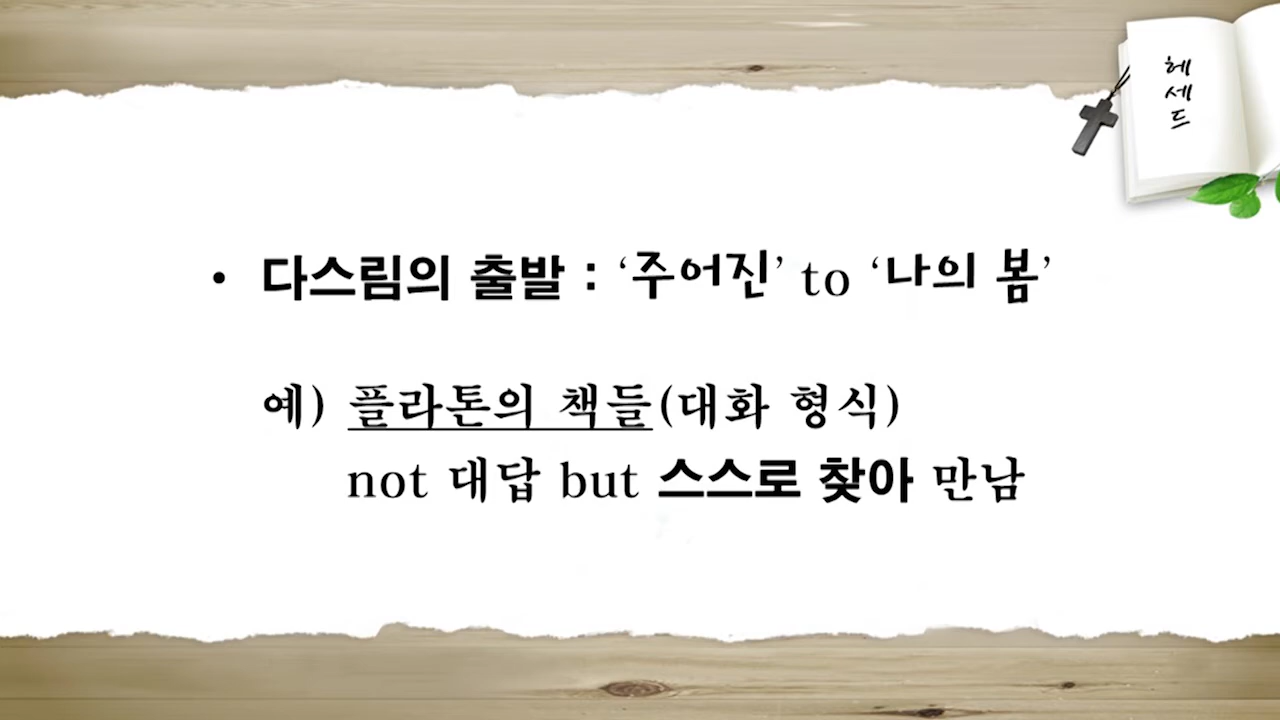 헤
세
드
• 다스림의 출발 : ‘주어진’ to ‘나의 봄’
예) 플라톤의 책들(대화 형식)
not 대답 but 스스로 찾아 만남